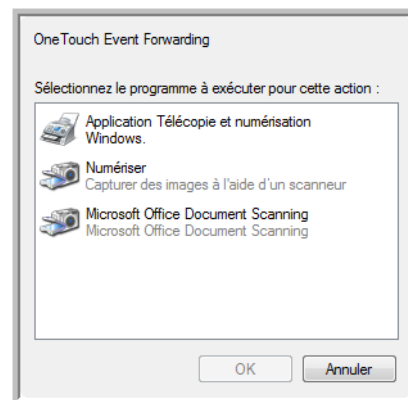 OneTouch Event Forwarding
Sélectionnez le programme à exécuter pour cette action :
Application Télécopie et numérisation
Windows.
Numériser
Capturer des images à l'aide d'un scanneur
Microsoft Office Document Scanning
Microsoft Office Document Scanning
OK
Annuler